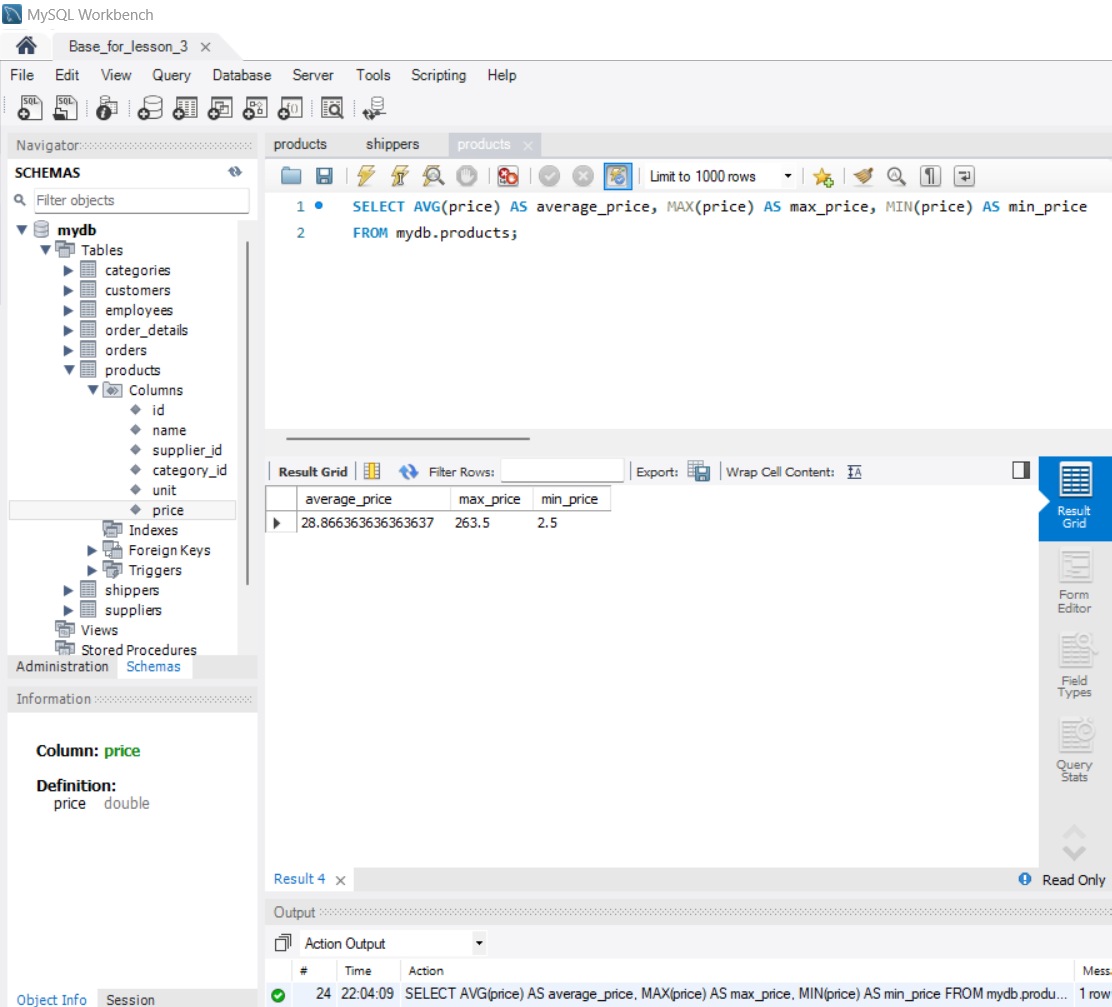 MySQL Workbench
Base_for_lesson_3
File Edit View Query Database Server Tools Scripting Help
Navigator
SCHEMAS
Filter objects
mydb
Tables
categories
customers
employees
order_details
orders
products
Columns
id
name
supplier_id
category_id
unit
price
Indexes
Foreign Keys
Triggers
shippers
suppliers
Views
Stored Procedures
Administration Schemas
Information
Column: price
Definition:
price double
Object Info Session
products shippers products
Limit to 1000 rows
1 SELECT AVG(price) AS average_price, MAX(price) AS max_price, MIN(price) AS min_price
2 FROM mydb.products;
Result Grid Filter Rows: Export: Wrap Cell Content:
average_price max_price min_price
28.866363636363637 263.5 2.5
Result
Grid
Form
Editor
Field
Types
Query
Stats
Result 4 Read Only
Output
Action Output
# Time Action Mess
24 22:04:09 SELECT AVG(price) AS average_price, MAX(price) AS max_price, MIN(price) AS min_price FROM mydb.produ... 1 row